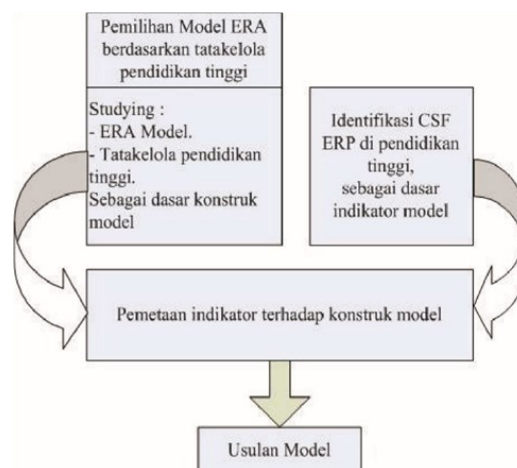 Pemilihan Model ERA
berdasarkan tatakelola
pendidikan tinggi
Studying :
- ERA Model.
- Tatakelola pendidikan
tinggi.
Sebagai dasar konstruk
model
Identifikasi CSF
ERP di pendidikan
tinggi,
sebagai dasar
indikator model
Pemetaan indikator terhadap konstruk model
Usulan Model